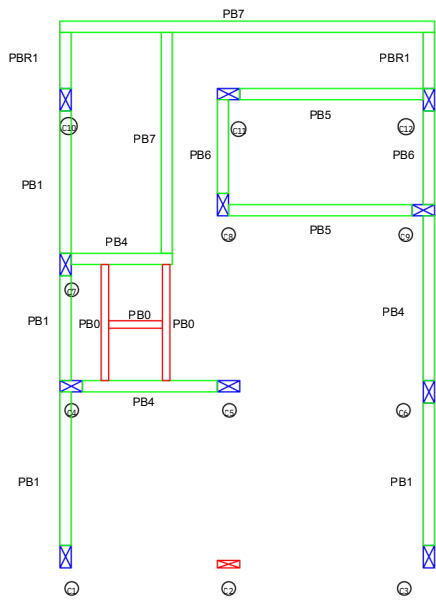 PB7
PBR1 PBR1
PB5
C10 C11 C12
PB7
PB6 PB6
PB1
C8 C9
PB5
PB4
C7
PB4
PB0
PB1 PB0 PB0
PB4
C4 C5 C6
PB1 PB1
C1 C2 C3